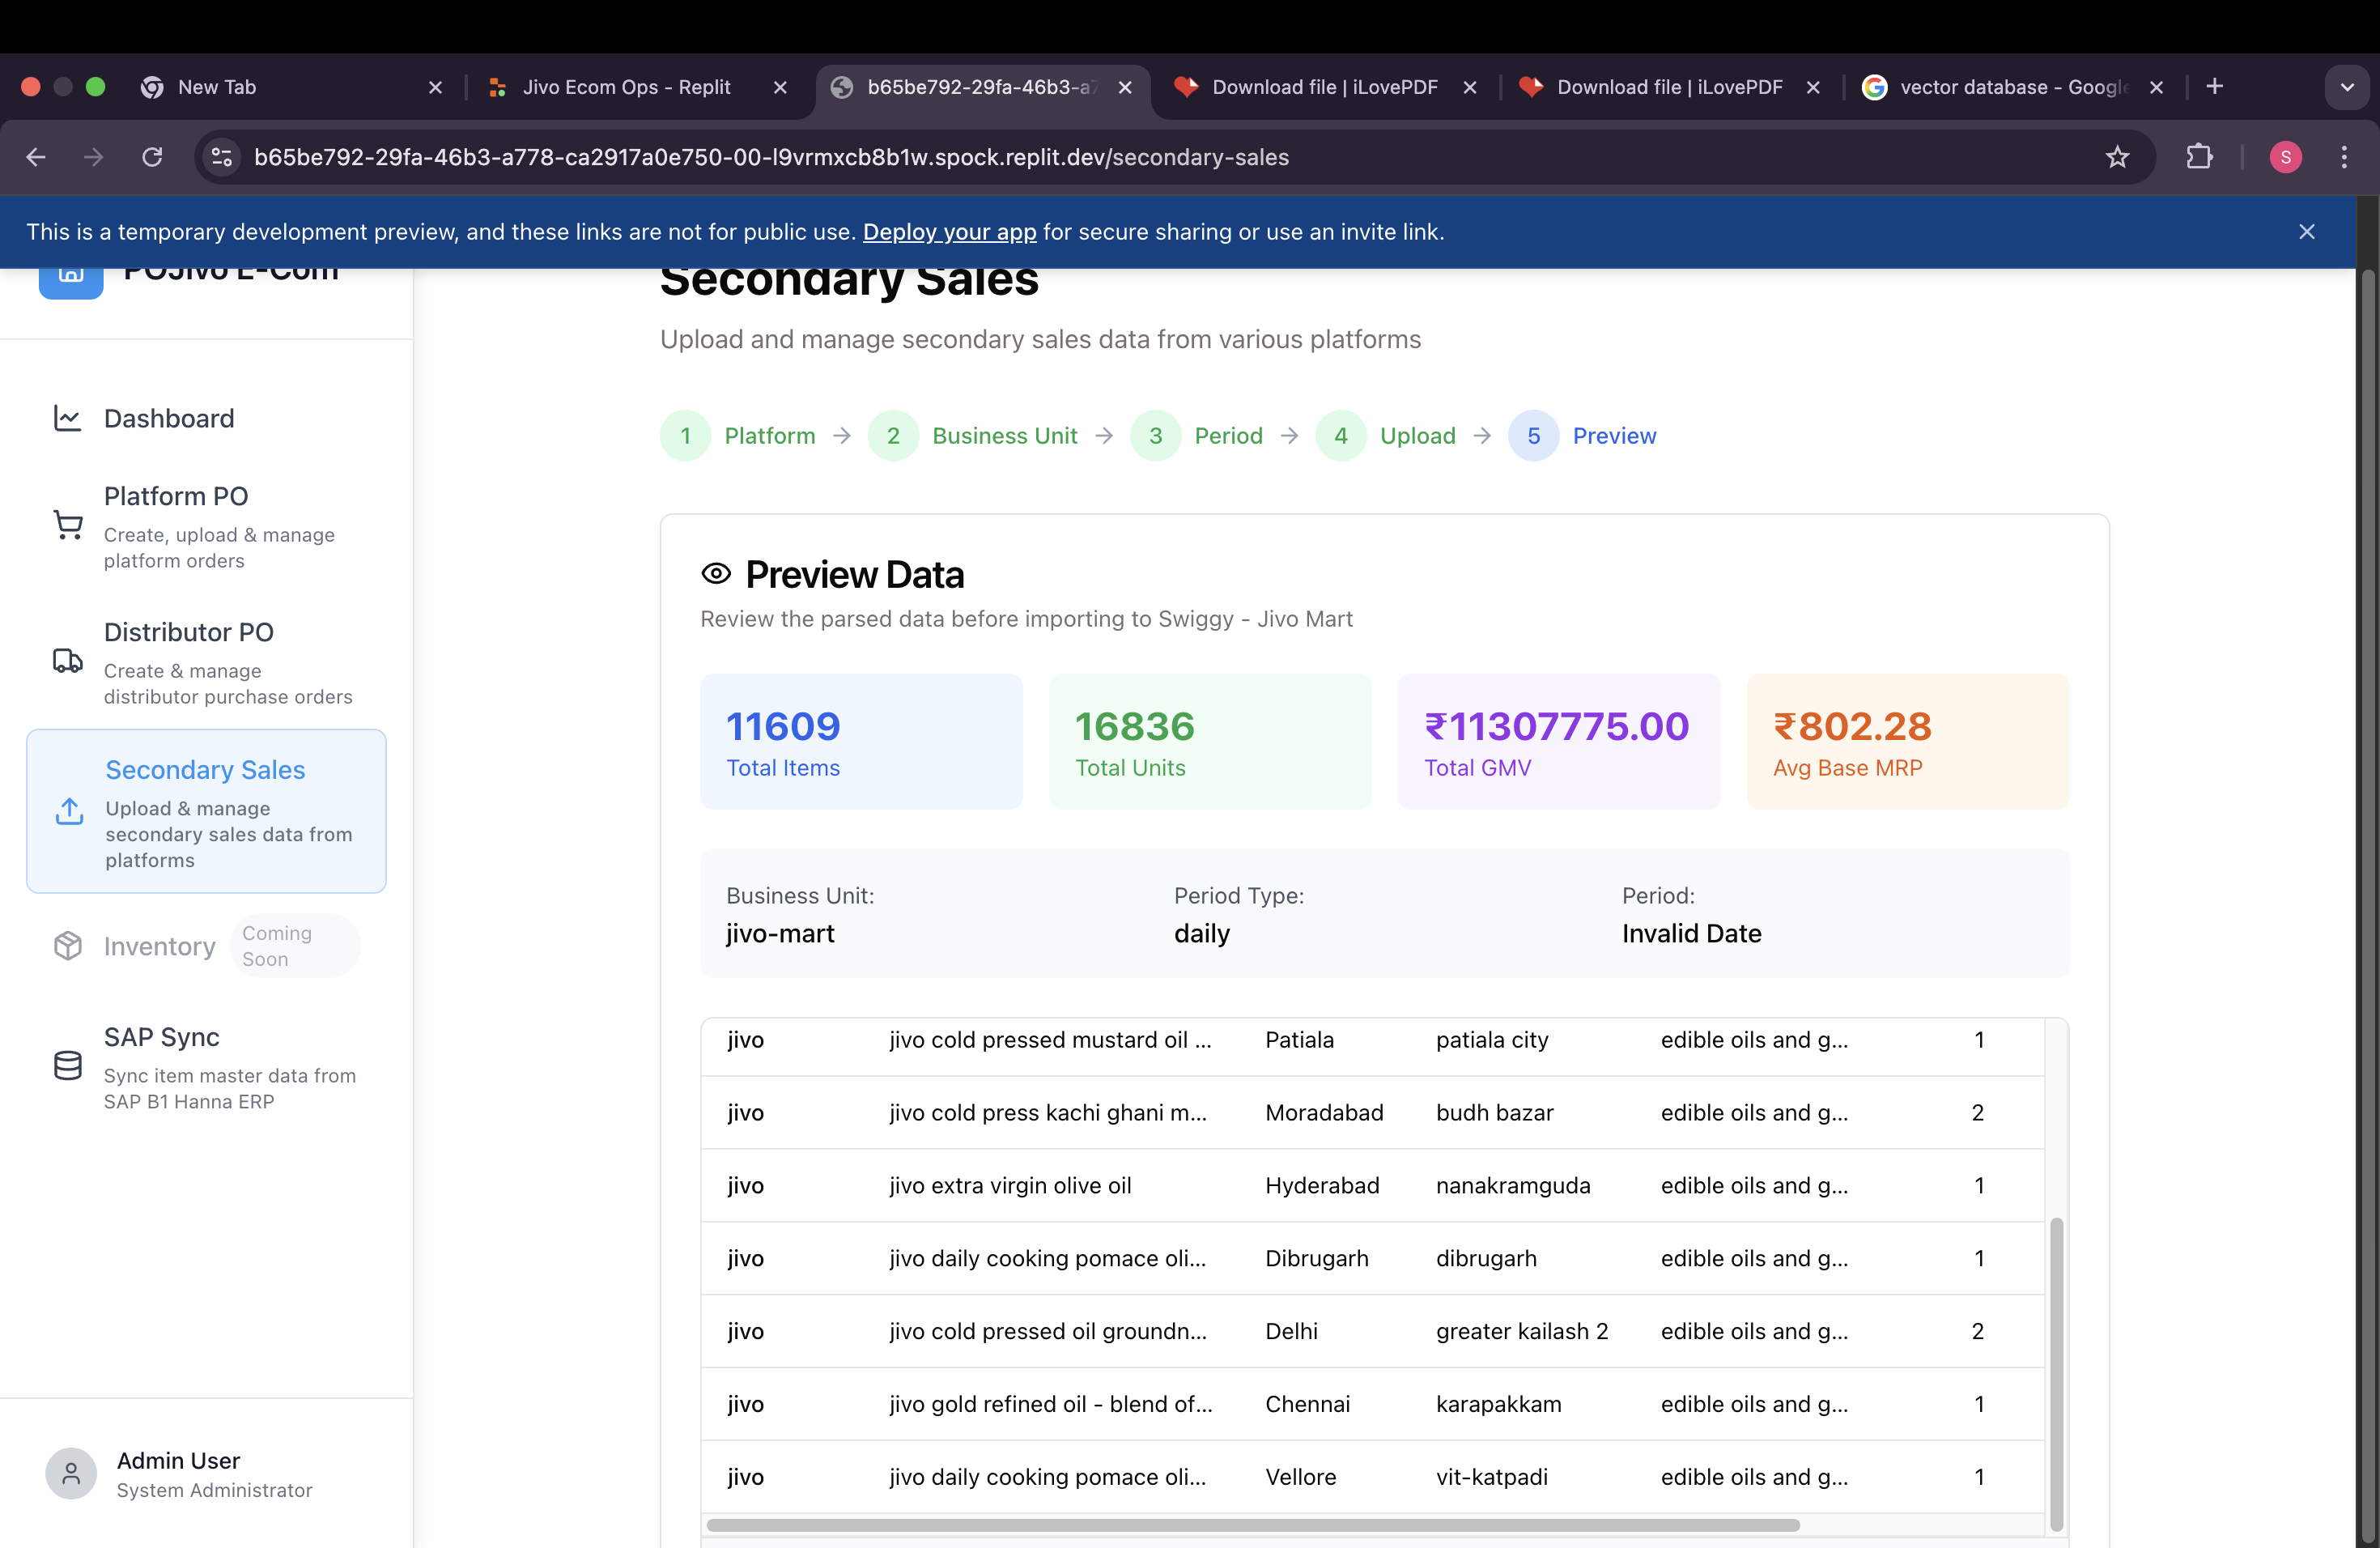 New Tab
Jivo Ecom Ops - Replit
b65be792-29fa-46b3-a7
Download file | iLovePDF
Download file | iLovePDF
vector database - Google
b65be792-29fa-46b3-a778-ca2917a0e750-00-l9vrmxcb8b1w.spock.replit.dev/secondary-sales
S
This is a temporary development preview, and these links are not for public use. Deploy your app for secure sharing or use an invite link.
POJivo E-Com
Dashboard
Platform PO
Create, upload & manage
platform orders
Distributor PO
Create & manage
distributor purchase orders
Secondary Sales
Upload & manage
secondary sales data from
platforms
Inventory
Coming
Soon
SAP Sync
Sync item master data from
SAP B1 Hanna ERP
Admin User
System Administrator
Secondary Sales
Upload and manage secondary sales data from various platforms
1 Platform → 2 Business Unit → 3 Period → 4 Upload → 5 Preview
Preview Data
Review the parsed data before importing to Swiggy - Jivo Mart
11609
Total Items
16836
Total Units
₹11307775.00
Total GMV
₹802.28
Avg Base MRP
Business Unit:
jivo-mart
Period Type:
daily
Period:
Invalid Date
jivo jivo cold pressed mustard oil ... Patiala patiala city edible oils and g... 1
jivo jivo cold press kachi ghani m... Moradabad budh bazar edible oils and g... 2
jivo jivo extra virgin olive oil Hyderabad nanakramguda edible oils and g... 1
jivo jivo daily cooking pomace oli... Dibrugarh dibrugarh edible oils and g... 1
jivo jivo cold pressed oil groundn... Delhi greater kailash 2 edible oils and g... 2
jivo jivo gold refined oil - blend of... Chennai karapakkam edible oils and g... 1
jivo jivo daily cooking pomace oli... Vellore vit-katpadi edible oils and g... 1